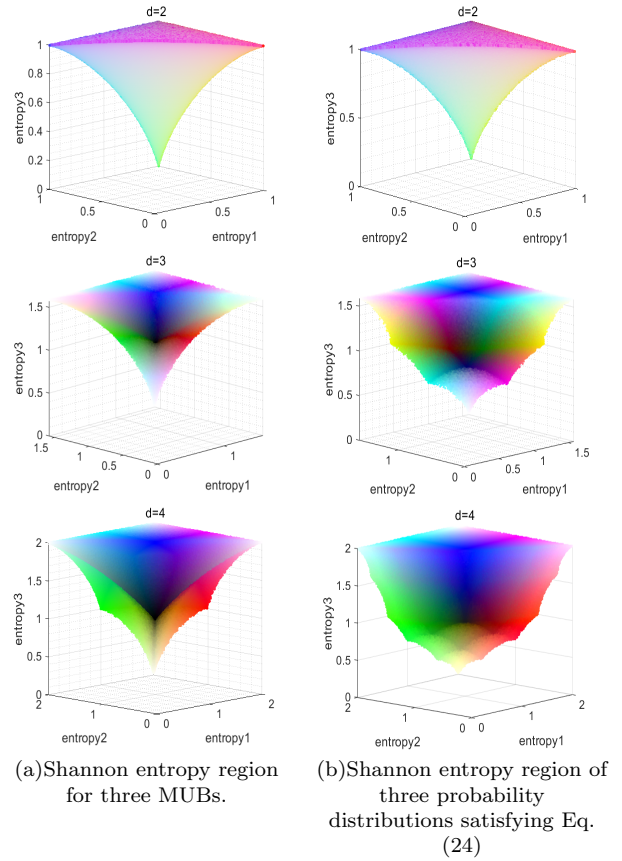 d=2
1
0.8
0.6
0.4
0.2
0
entropy3
1
0.5
0
entropy2
0
0.5
1
entropy1
d=2
1
0.5
0
entropy3
1
0.5
0
entropy2
0
0.5
1
entropy1
d=3
1.5
1
0.5
0
entropy3
1.5
1
0.5
0
entropy2
0
1
entropy1
d=3
1.5
1
0.5
0
entropy3
1
0
entropy2
0
0.5
1
1.5
entropy1
d=4
2
1.5
1
0.5
0
entropy3
2
1
0
entropy2
0
1
2
entropy1
d=4
2
1.5
1
0.5
0
entropy3
2
1
0
entropy2
0
1
2
entropy1
(a)Shannon entropy region
for three MUBs.
(b)Shannon entropy region of
three probability
distributions satisfying Eq.
(24)